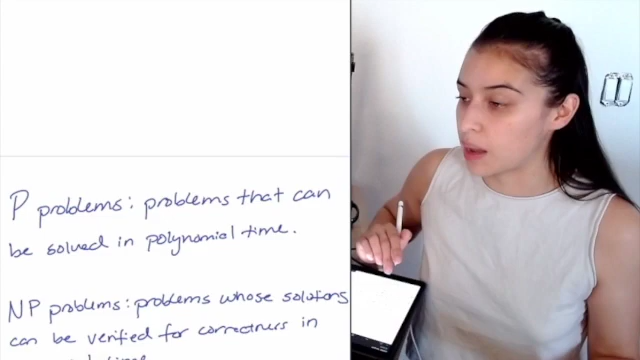 P problems: problems that can
be solved in polynomial time.
NP problems: problems whose solutions
can be verified for correctness in
time